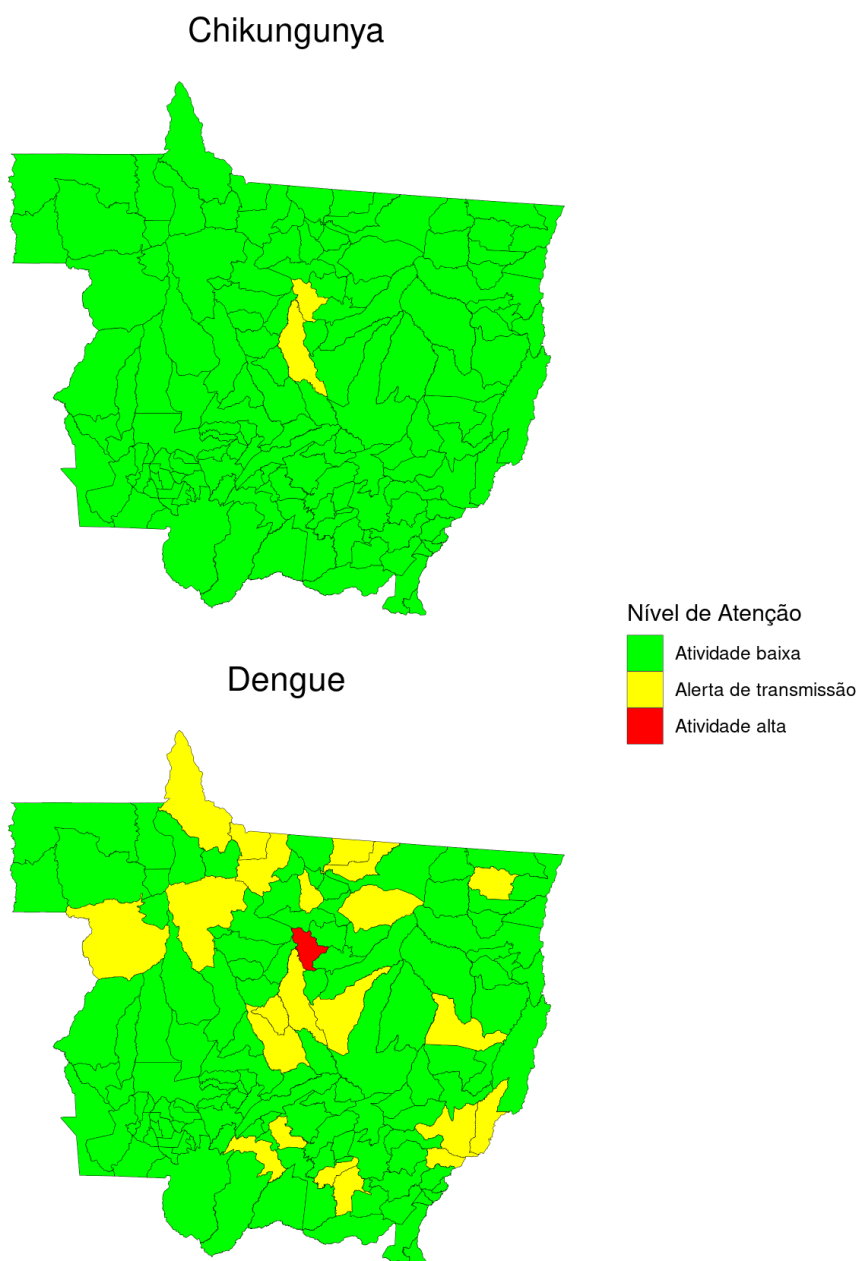 Chikungunya
Nível de Atenção
Atividade baixa
Alerta de transmissão
Atividade alta
Dengue